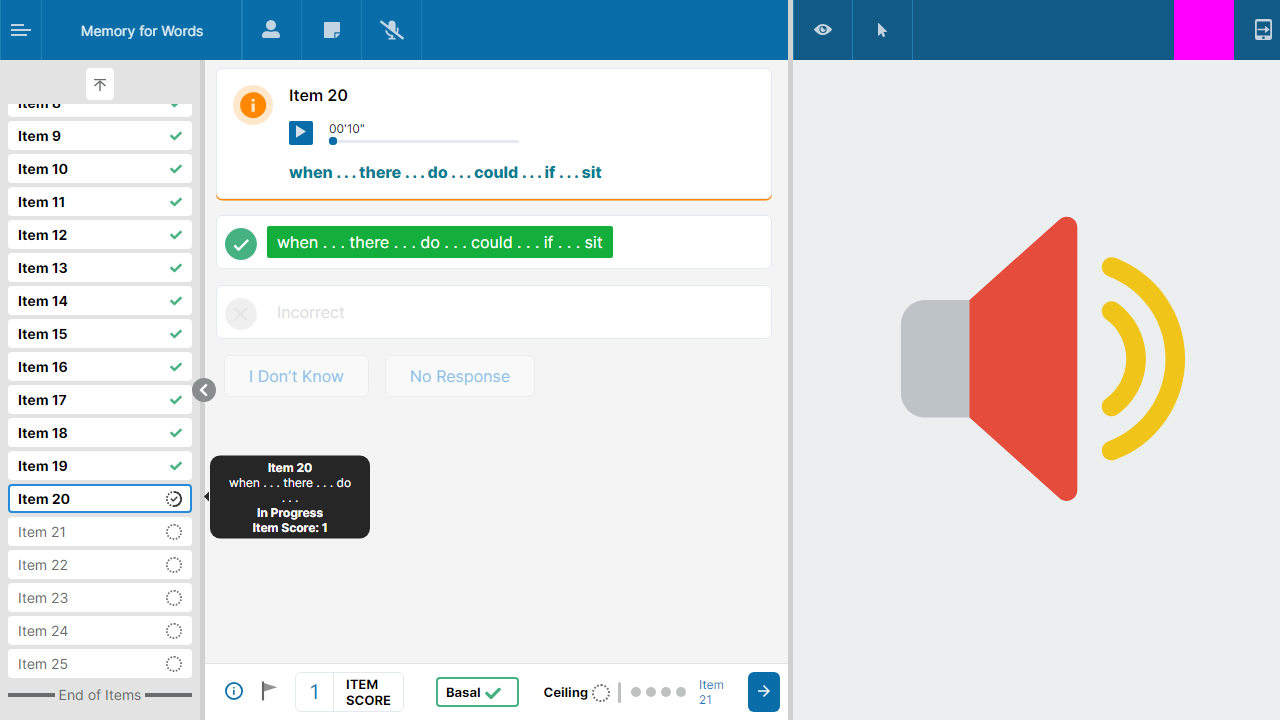 Memory for Words
Item 8
Item 9
Item 10
Item 11
Item 12
Item 13
Item 14
Item 15
Item 16
Item 17
Item 18
Item 19
Item 20
Item 21
Item 22
Item 23
Item 24
Item 25
End of Items
Item 20
00'10"
when . . . there . . . do . . . could . . . if . . . sit
when . . . there . . . do . . . could . . . if . . . sit
Incorrect
I Don't Know
No Response
Item 20
when . . . there . . . do
. . .
In Progress
Item Score: 1
1
ITEM
SCORE
Basal
Ceiling
Item
21